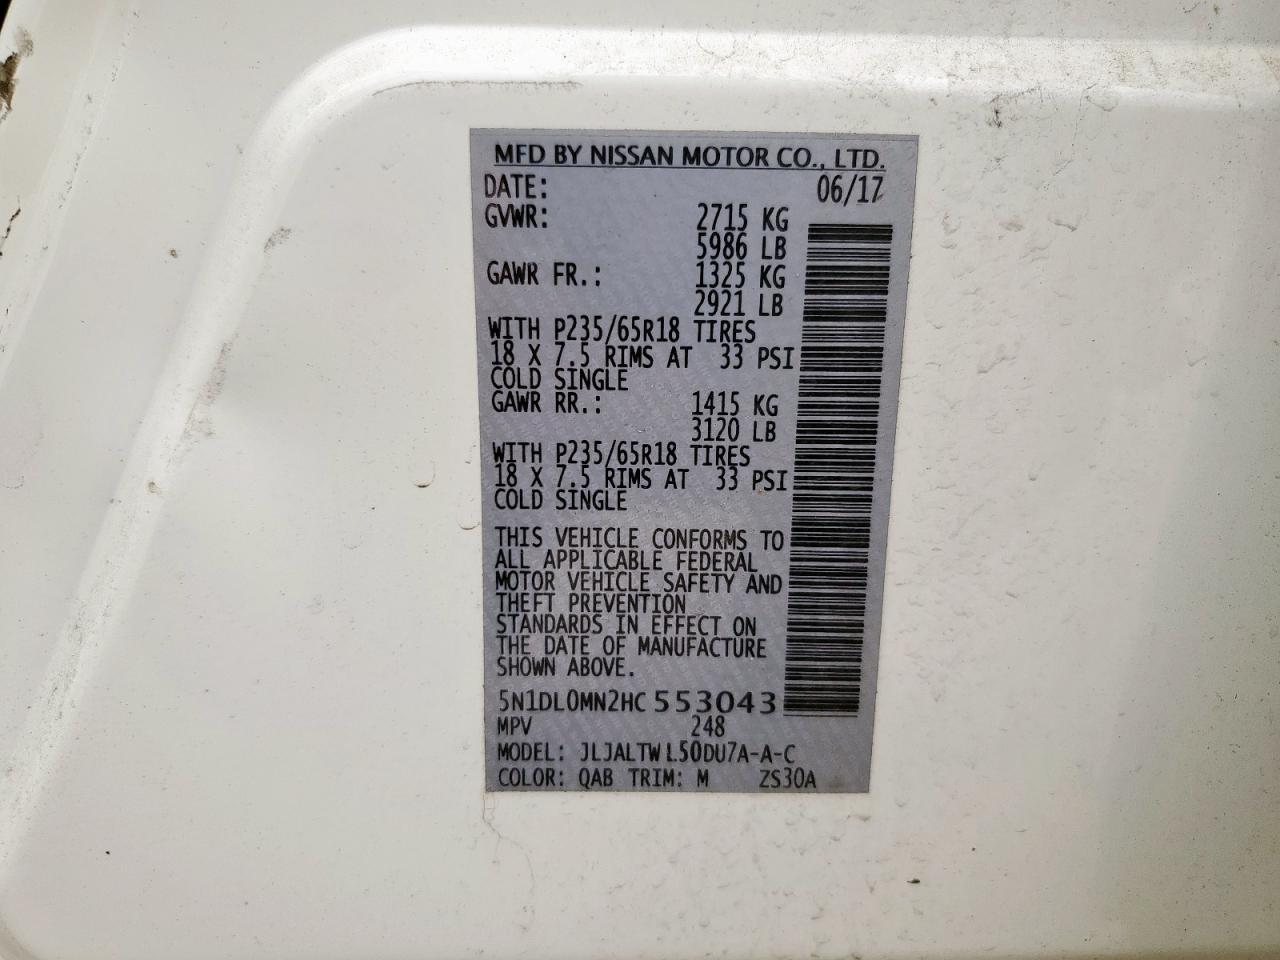 MFD BY NISSAN MOTOR CO., LTD.
DATE: 06/17
GVWR: 2715 KG
5986 LB
GAWR FR.: 1325 KG
2921 LB
WITH P235/65R18 TIRES
18 X 7.5 RIMS AT 33 PSI
COLD SINGLE
GAWR RR.: 1415 KG
3120 LB
WITH P235/65R18 TIRES
18 X 7.5 RIMS AT 33 PSI
COLD SINGLE
THIS VEHICLE CONFORMS TO
ALL APPLICABLE FEDERAL
MOTOR VEHICLE SAFETY AND
THEFT PREVENTION
STANDARDS IN EFFECT ON
THE DATE OF MANUFACTURE
SHOWN ABOVE.
5N1DL0MN2HC553043
MPV 248
MODEL: JLJALTWL50DU7A-A-C
COLOR: QAB TRIM: M ZS30A